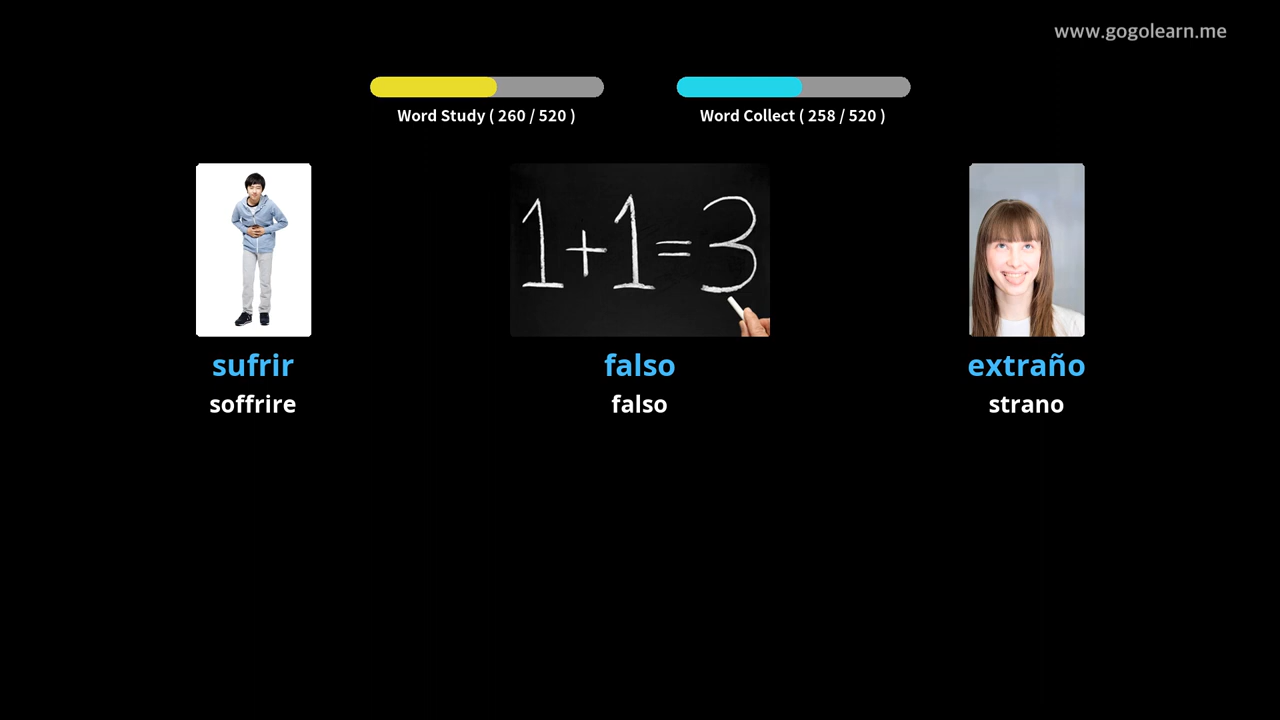 www.gogolearn.me
Word Study ( 260 / 520 )
Word Collect ( 258 / 520 )
1+1=3
sufrir
falso
extraño
soffrire
falso
strano